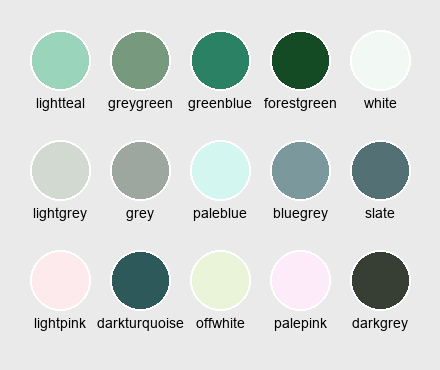 lightteal greygreen greenblue forestgreen white
lightgrey grey paleblue bluegrey slate
lightpink darkturquoise offwhite palepink darkgrey